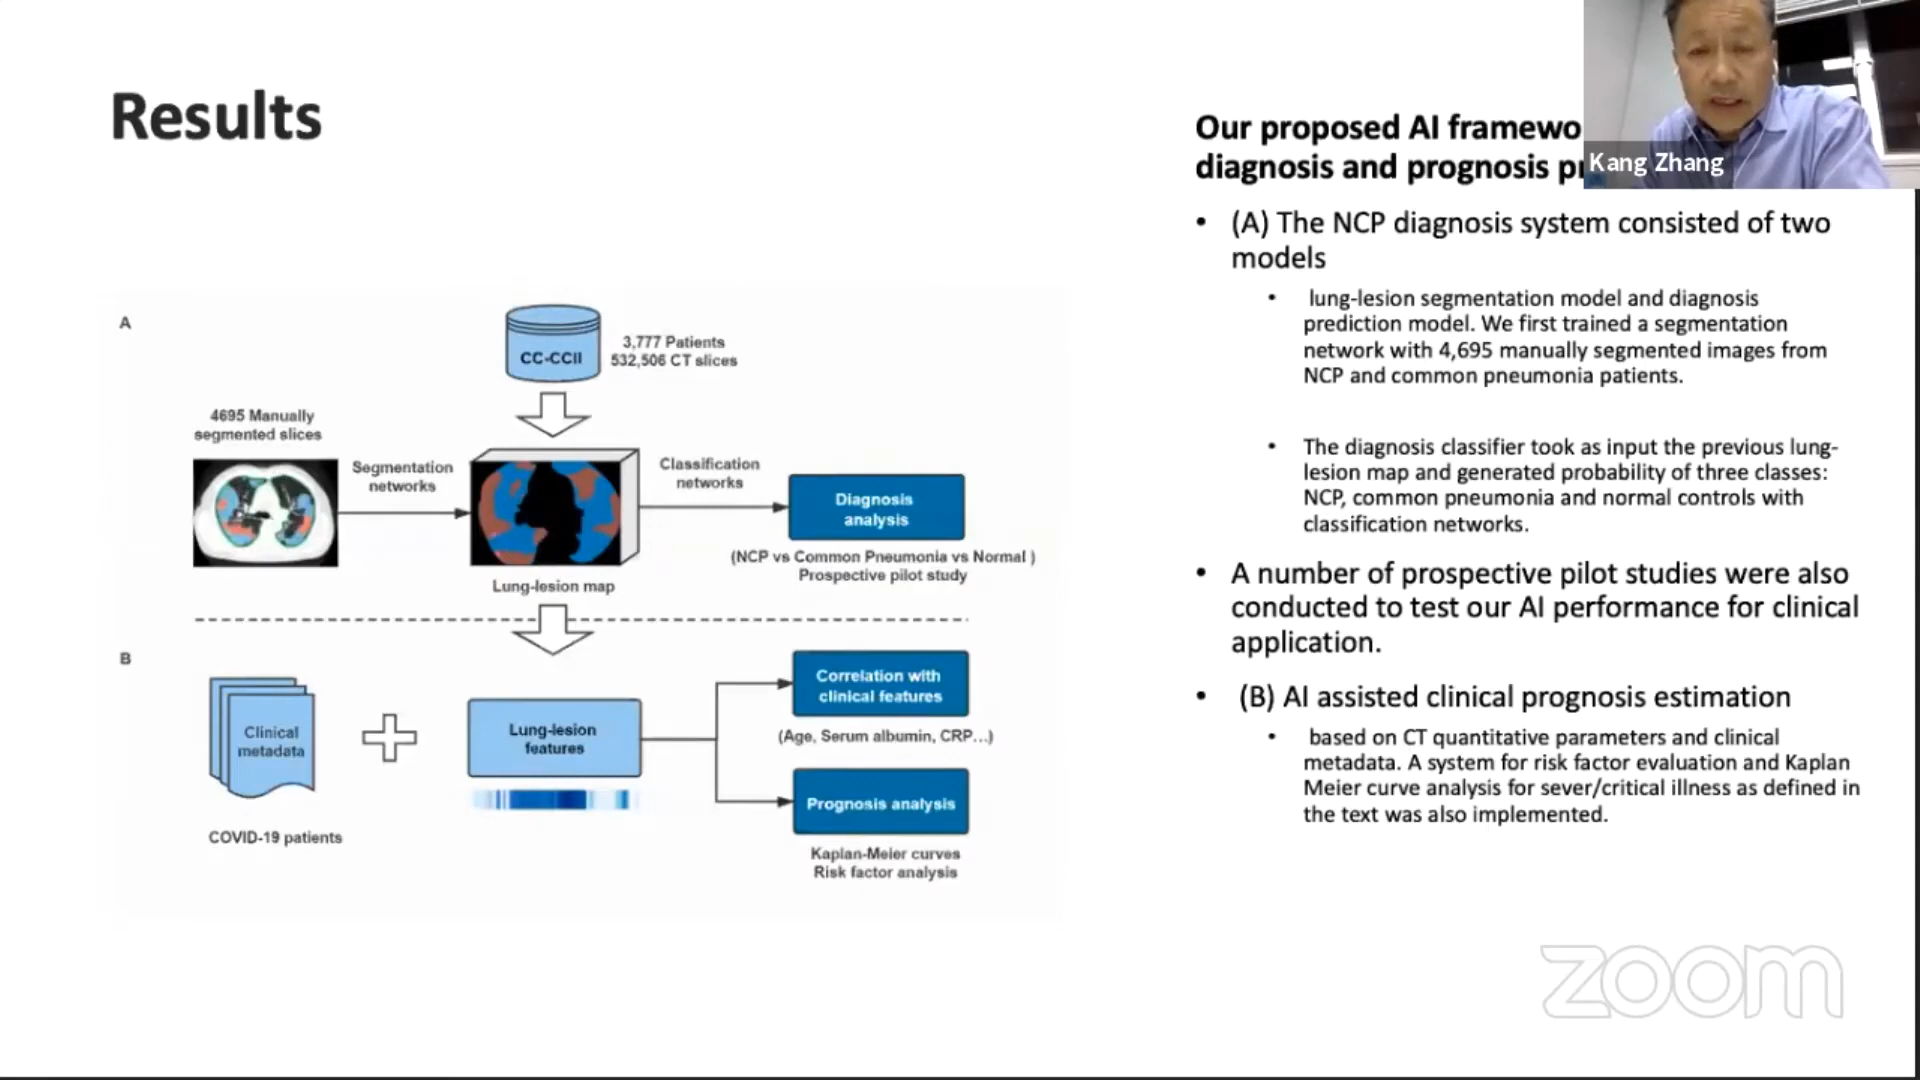 Results
Our proposed AI framewo
diagnosis and prognosis p
Kang Zhang
• (A) The NCP diagnosis system consisted of two
models
• lung-lesion segmentation model and diagnosis
prediction model. We first trained a segmentation
network with 4,695 manually segmented images from
NCP and common pneumonia patients.
• The diagnosis classifier took as input the previous lung-
lesion map and generated probability of three classes:
NCP, common pneumonia and normal controls with
classification networks.
• A number of prospective pilot studies were also
conducted to test our AI performance for clinical
application.
• (B) AI assisted clinical prognosis estimation
• based on CT quantitative parameters and clinical
metadata. A system for risk factor evaluation and Kaplan
Meier curve analysis for sever/critical illness as defined in
the text was also implemented.
A
CC-CCII
3,777 Patients
532,506 CT slices
4695 Manually
segmented slices
Segmentation
networks
Classification
networks
Diagnosis
analysis
(NCP vs Common Pneumonia vs Normal )
Prospective pilot study
Lung-lesion map
B
Clinical
metadata
COVID-19 patients
Lung-lesion
features
Correlation with
clinical features
(Age, Serum albumin, CRP...)
Prognosis analysis
Kaplan-Meier curves
Risk factor analysis
zoom